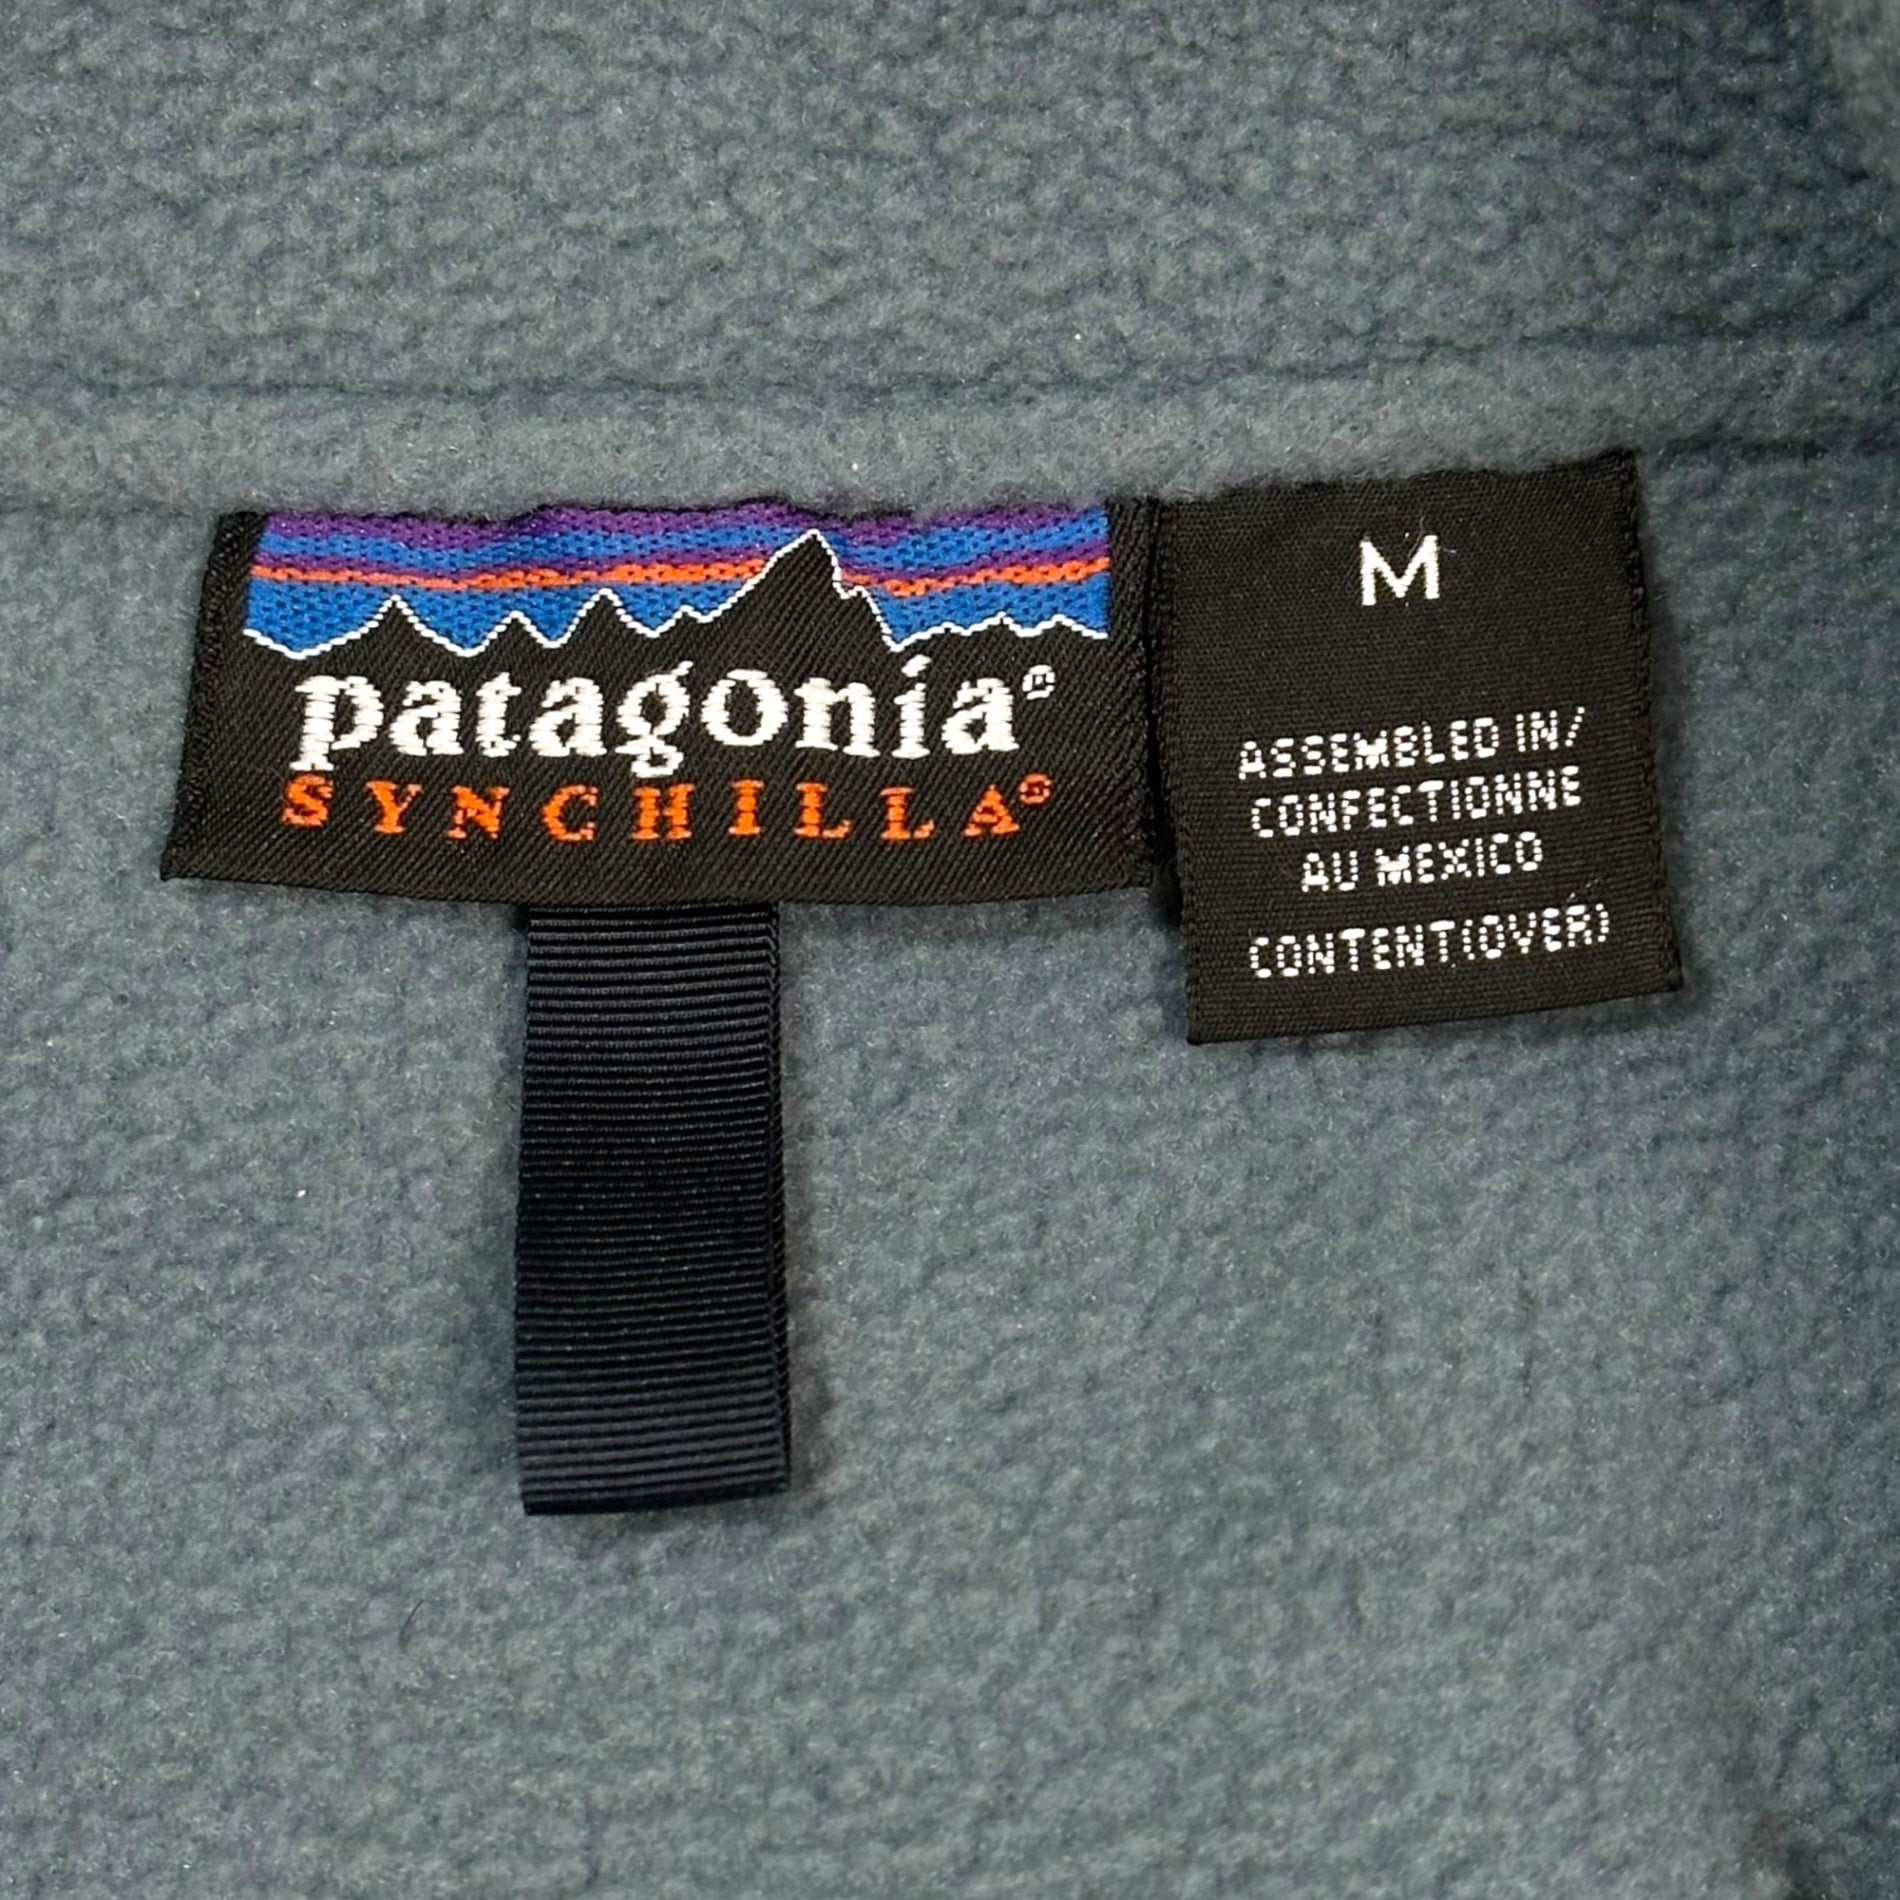 patagonia®
SYNCHILLA®
M
ASSEMBLED IN/
CONFECTIONNE
AU MEXICO
CONTENT(OVER)